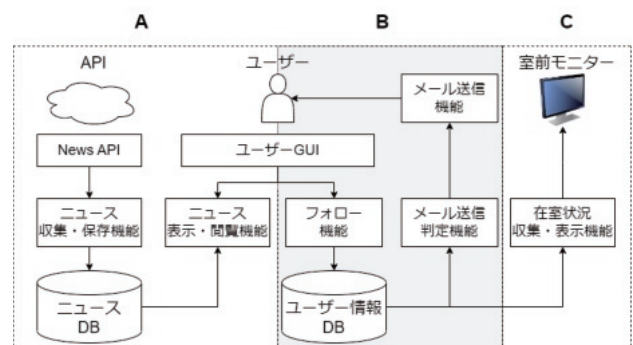 A
B
C
API
ユーザー
室前モニター
メール送信
機能
News API
ユーザーGUI
ニュース
収集・保存機能
ニュース
表示・閲覧機能
フォロー
機能
メール送信
判定機能
在室状況
収集・表示機能
ニュース
DB
ユーザー情報
DB